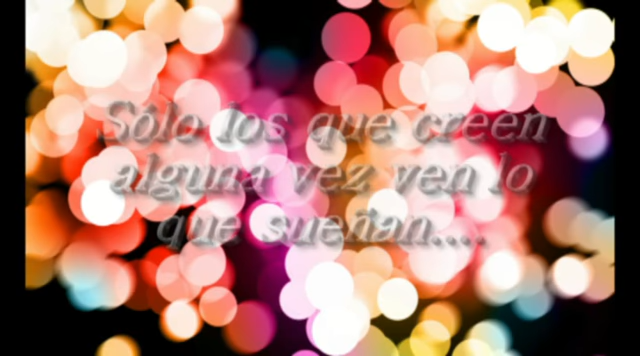 Sólo los que creen
alguna vez ven lo
que sueñan....